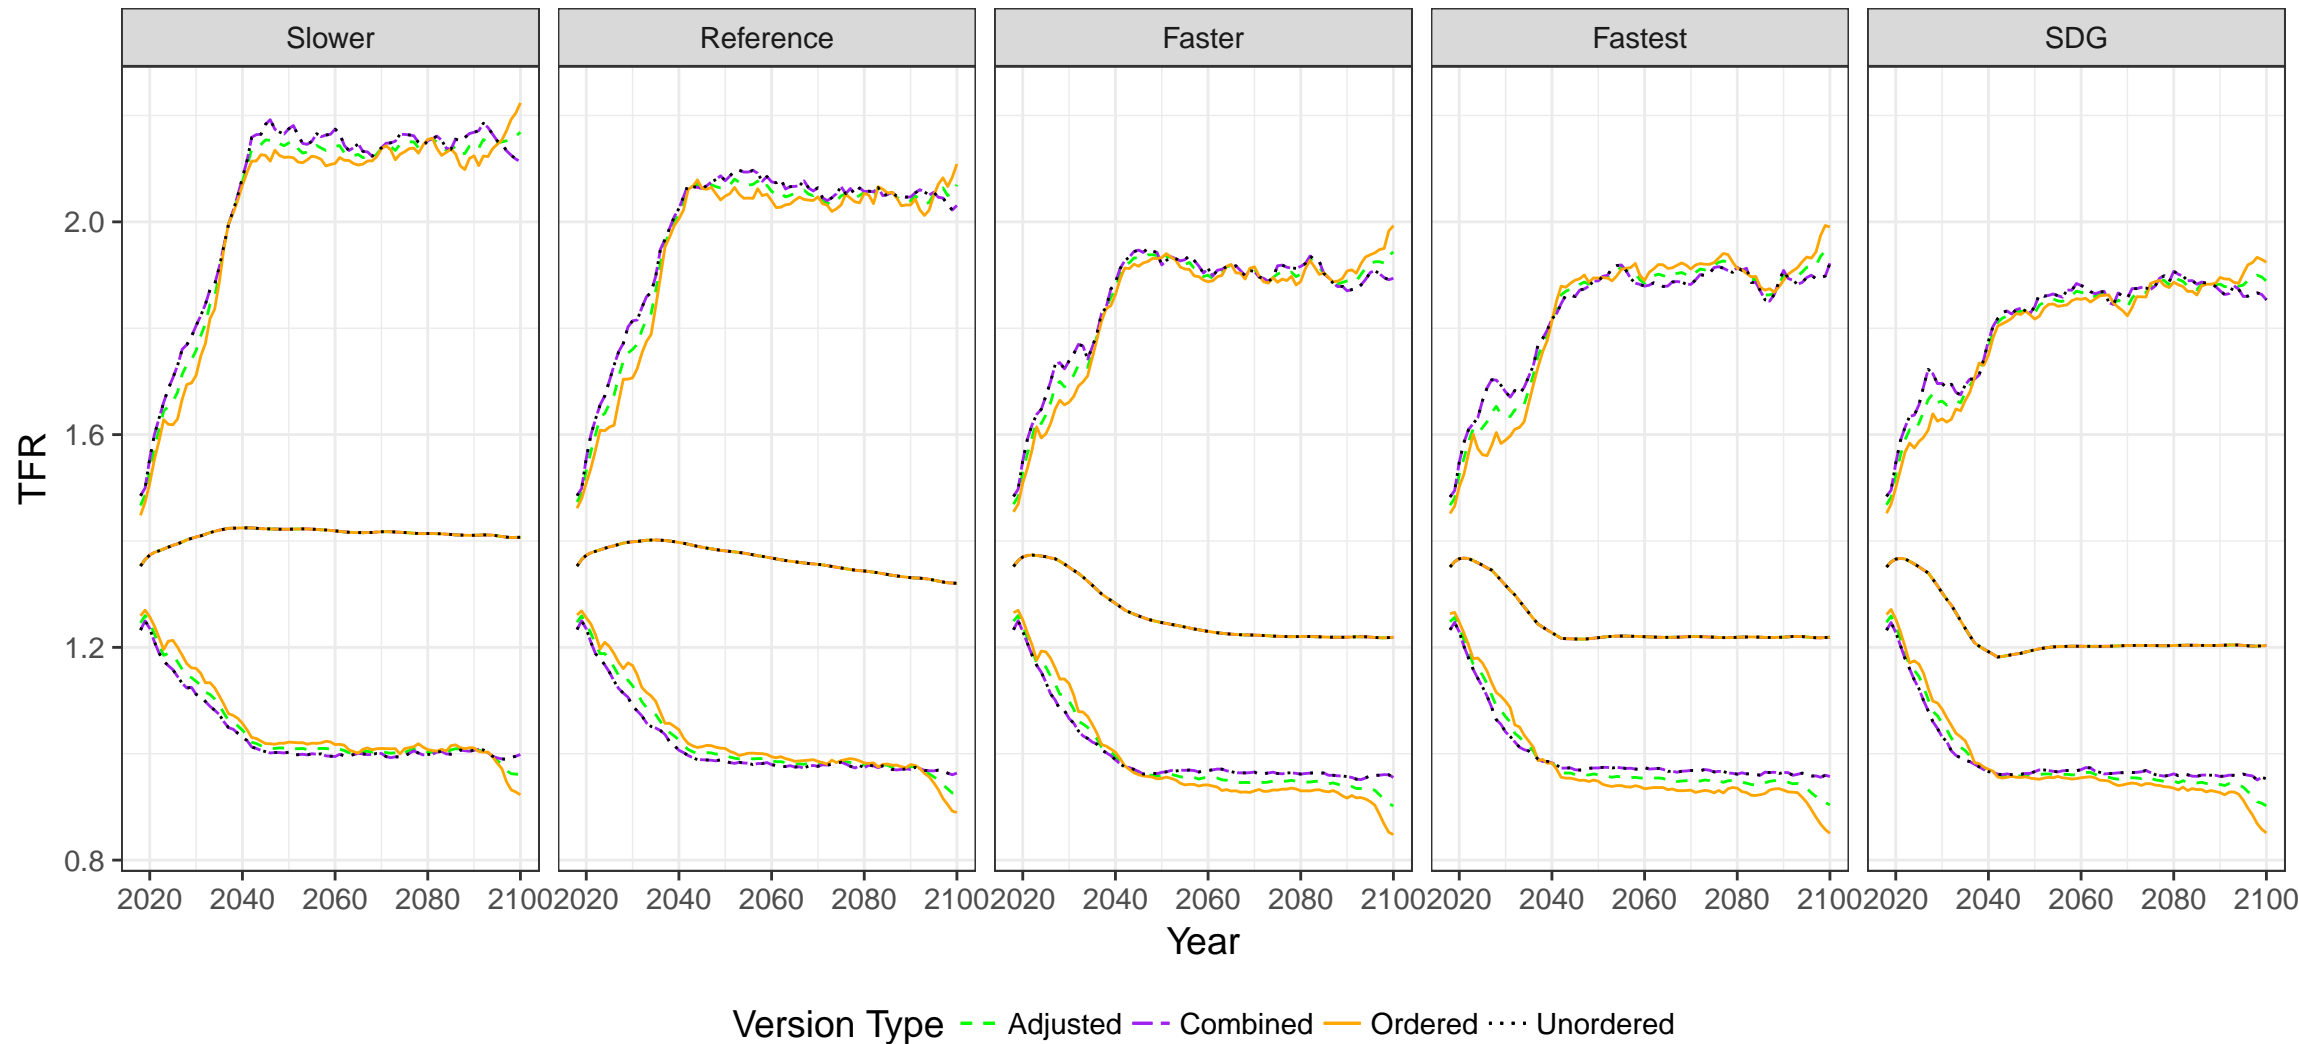 Slower Reference Faster Fastest SDG
TFR
2.0
1.6
1.2
0.8
2020 2040 2060 2080 2100 2020 2040 2060 2080 2100 2020 2040 2060 2080 2100 2020 2040 2060 2080 2100 2020 2040 2060 2080 2100
Year
Version Type Adjusted Combined Ordered Unordered